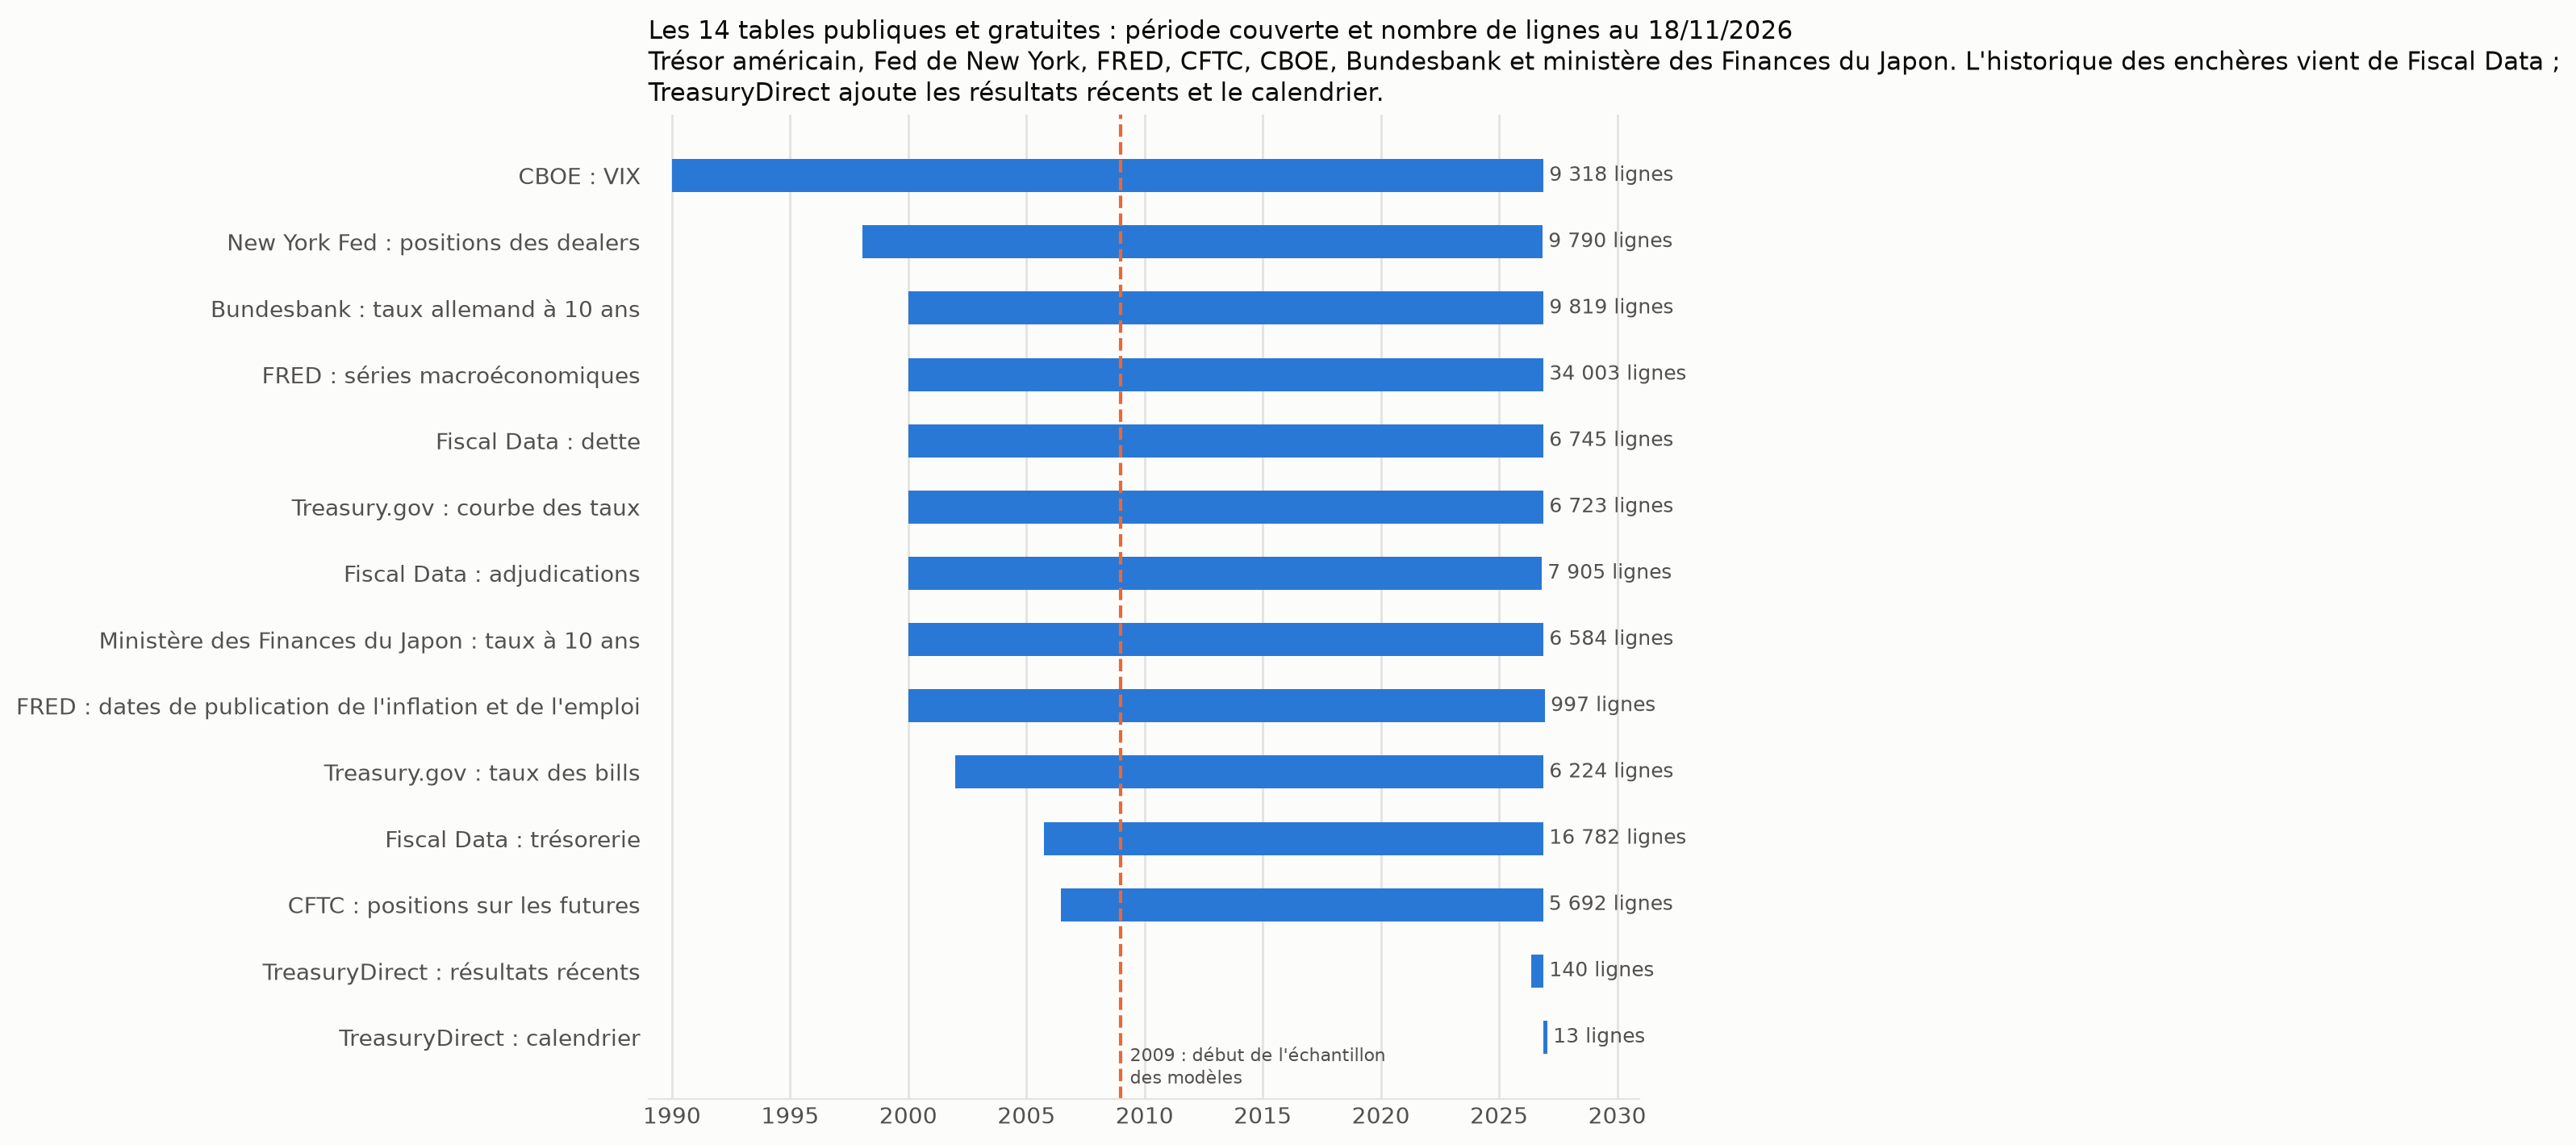 Les 14 tables publiques et gratuites : période couverte et nombre de lignes au 18/11/2026
Trésor américain, Fed de New York, FRED, CFTC, CBOE, Bundesbank et ministère des Finances du Japon. L'historique des enchères vient de Fiscal Data ;
TreasuryDirect ajoute les résultats récents et le calendrier.
CBOE : VIX
9 318 lignes
New York Fed : positions des dealers
9 790 lignes
Bundesbank : taux allemand à 10 ans
9 819 lignes
FRED : séries macroéconomiques
34 003 lignes
Fiscal Data : dette
6 745 lignes
Treasury.gov : courbe des taux
6 723 lignes
Fiscal Data : adjudications
7 905 lignes
Ministère des Finances du Japon : taux à 10 ans
6 584 lignes
FRED : dates de publication de l'inflation et de l'emploi
997 lignes
Treasury.gov : taux des bills
6 224 lignes
Fiscal Data : trésorerie
16 782 lignes
CFTC : positions sur les futures
5 692 lignes
TreasuryDirect : résultats récents
140 lignes
TreasuryDirect : calendrier
13 lignes
2009 : début de l'échantillon
des modèles
1990 1995 2000 2005 2010 2015 2020 2025 2030